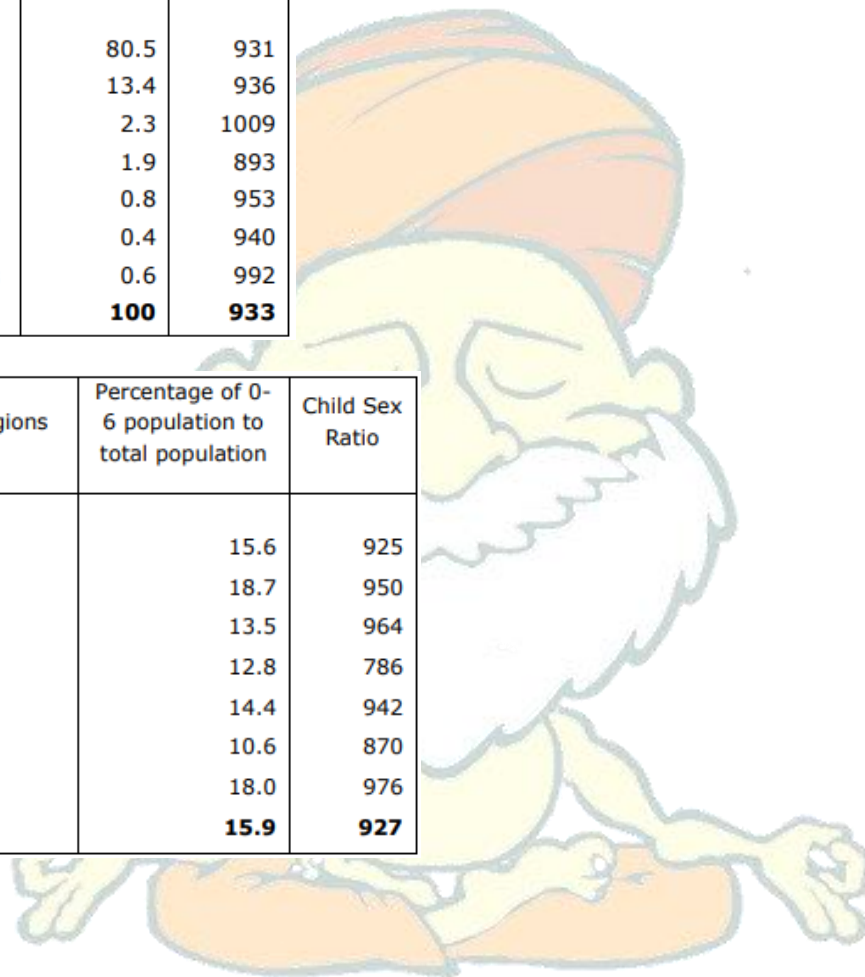 80.5 931
13.4 936
2.3 1009
1.9 893
0.8 953
0.4 940
0.6 992
100 933
gions
Percentage of 0-
6 population to
total population
Child Sex
Ratio
15.6 925
18.7 950
13.5 964
12.8 786
14.4 942
10.6 870
18.0 976
15.9 927